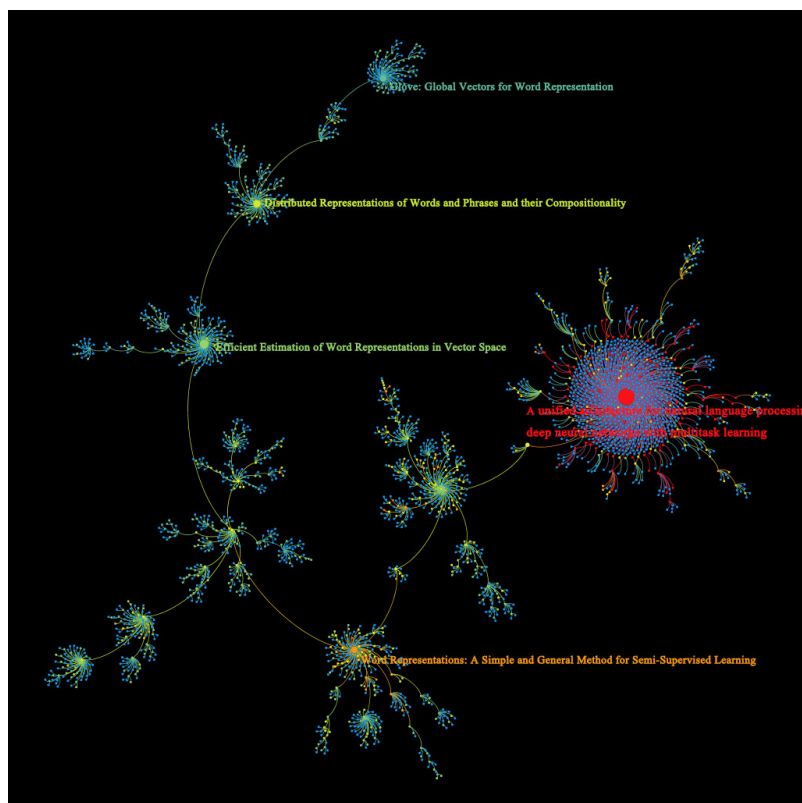 Glove: Global Vectors for Word Representation
Distributed Representations of Words and Phrases and their Compositionality
Efficient Estimation of Word Representations in Vector Space
A unified architecture for natural language processin
deep neural networks with multitask learning
Word Representations: A Simple and General Method for Semi-Supervised Learning